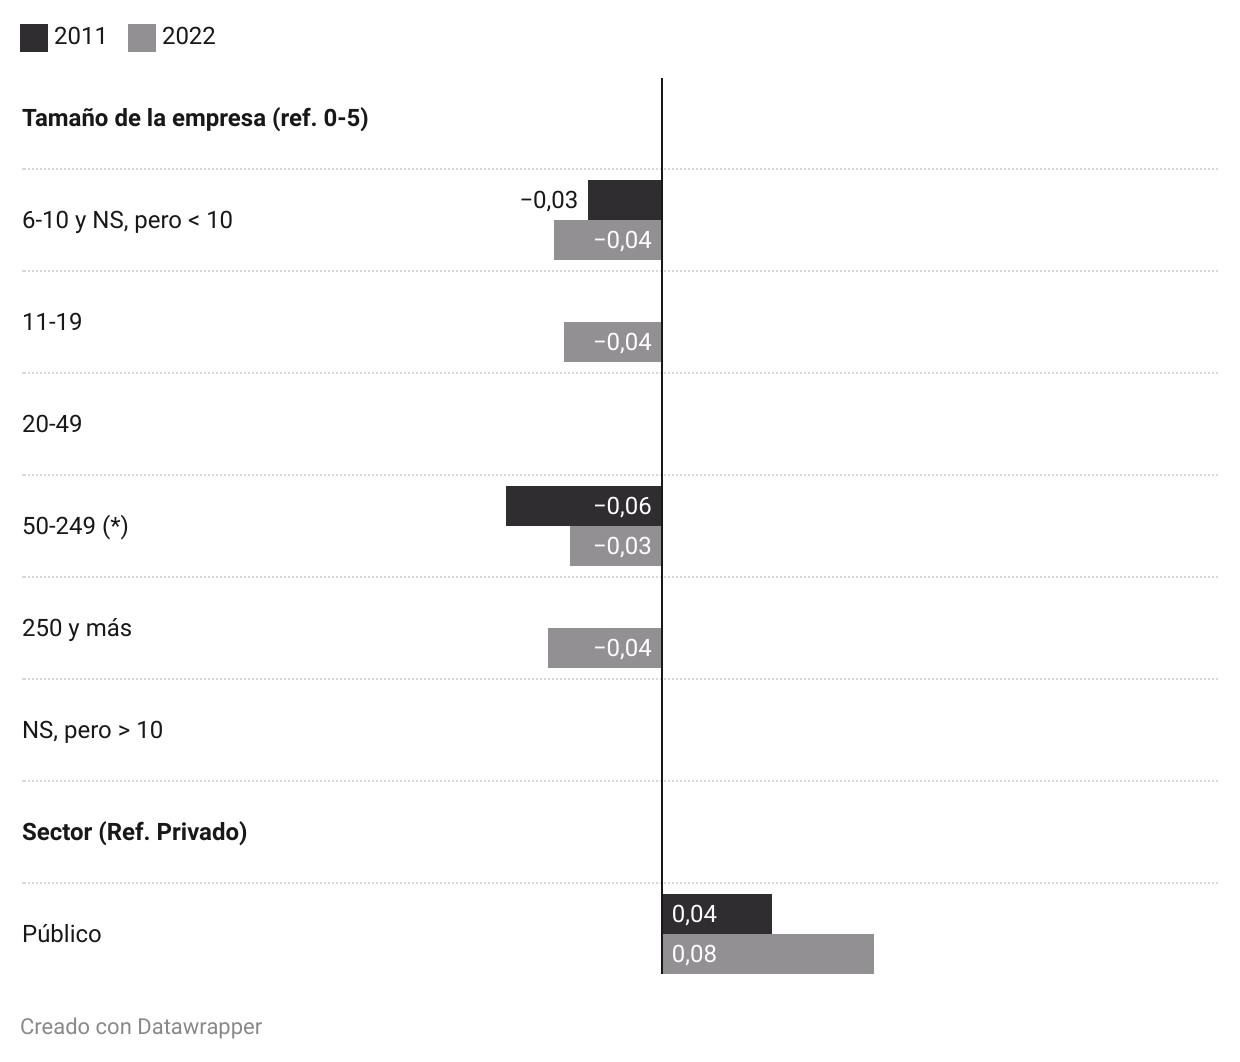 2011 2022
Tamaño de la empresa (ref. 0-5)
6-10 y NS, pero < 10
−0,03
−0,04
11-19
−0,04
20-49
50-249 (*)
−0,06
−0,03
250 y más
−0,04
NS, pero > 10
Sector (Ref. Privado)
Público
0,04
0,08
Creado con Datawrapper